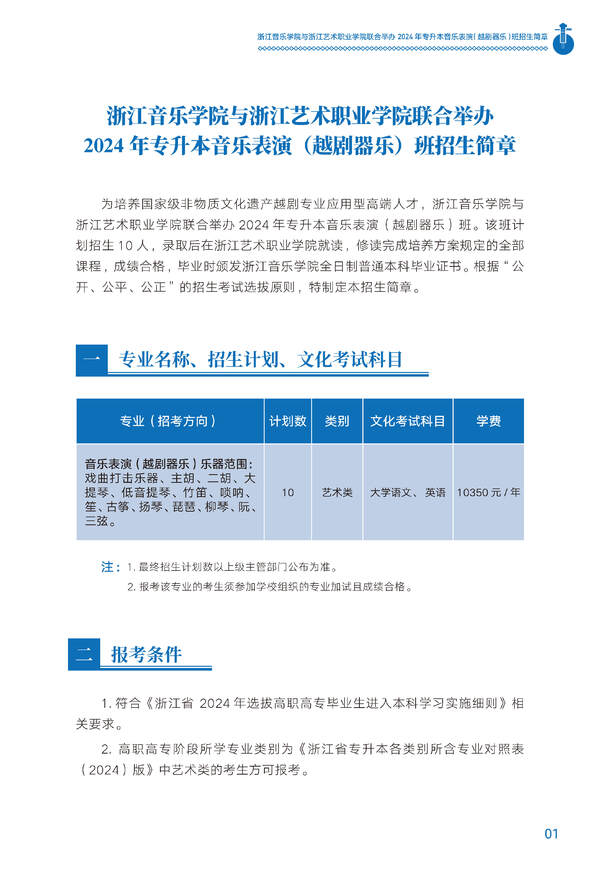 浙江音乐学院与浙江艺术职业学院联合举办 2024 年专升本音乐表演(越剧器乐)班招生简章
浙江音乐学院与浙江艺术职业学院联合举办
2024 年专升本音乐表演（越剧器乐）班招生简章
为培养国家级非物质文化遗产越剧专业应用型高端人才，浙江音乐学院与
浙江艺术职业学院联合举办 2024 年专升本音乐表演（越剧器乐）班。该班计
划招生 10 人，录取后在浙江艺术职业学院就读，修读完成培养方案规定的全部
课程，成绩合格，毕业时颁发浙江音乐学院全日制普通本科毕业证书。根据“公
开、公平、公正”的招生考试选拔原则，特制定本招生简章。
一 专业名称、招生计划、文化考试科目
专业（招考方向） 计划数 类别 文化考试科目 学费
音乐表演（越剧器乐）乐器范围：
戏曲打击乐器、主胡、二胡、大
提琴、低音提琴、竹笛、唢呐、
笙、古筝、扬琴、琵琶、柳琴、阮、
三弦。
10 艺术类 大学语文、英语 10350 元 / 年
注：1. 最终招生计划数以上级主管部门公布为准。
2. 报考该专业的考生须参加学校组织的专业加试且成绩合格。
二 报考条件
1. 符合《浙江省 2024 年选拔高职高专毕业生进入本科学习实施细则》相
关要求。
2. 高职高专阶段所学专业类别为《浙江省专升本各类别所含专业对照表
（2024）版》中艺术类的考生方可报考。
01